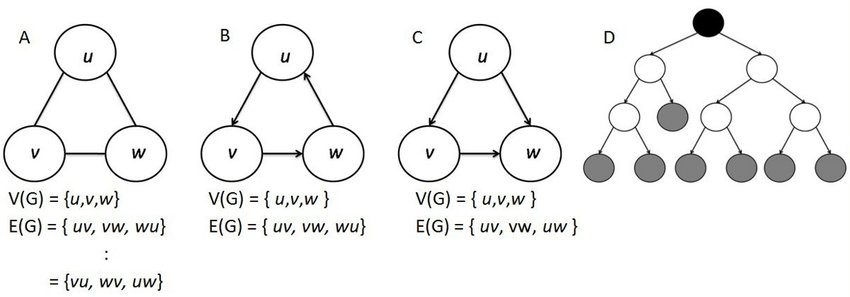 A
u
v
w
V(G) = {u,v,w}
E(G) = { uv, vw, wu}
:
= {vu, wv, uw}
B
u
v
w
V(G) = { u,v,w }
E(G) = { uv, vw, wu}
C
u
v
w
V(G) = { u,v,w }
E(G) = { uv, vw, uw }
D